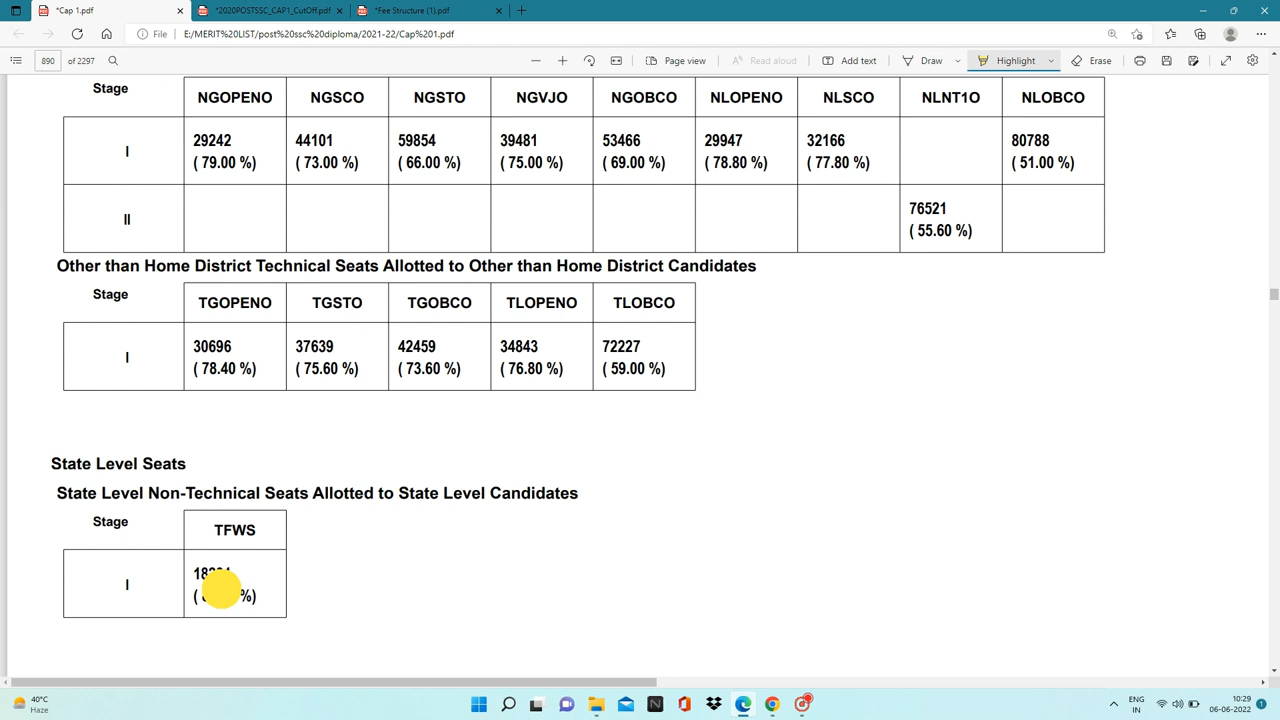 *Cap 1.pdf
*2020POSTSSC_CAP1_CutOff.pdf
*Fee Structure (1).pdf
File
E:/MERIT%20LIST/post%20ssc%20diploma/2021-22/Cap%201.pdf
890
of 2297
Page view
Read aloud
Add text
Draw
Highlight
Erase
Stage
NGOPENO NGSCO NGSTO NGVJO NGOBCO NLOPENO NLSCO NLNT1O NLOBCO
I
29242 44101 59854 39481 53466 29947 32166 80788
( 79.00 %) ( 73.00 %) ( 66.00 %) ( 75.00 %) ( 69.00 %) ( 78.80 %) ( 77.80 %) ( 51.00 %)
II
76521
( 55.60 %)
Other than Home District Technical Seats Allotted to Other than Home District Candidates
Stage
TGOPENO TGSTO TGOBCO TLOPENO TLOBCO
I
30696 37639 42459 34843 72227
( 78.40 %) ( 75.60 %) ( 73.60 %) ( 76.80 %) ( 59.00 %)
State Level Seats
State Level Non-Technical Seats Allotted to State Level Candidates
Stage
TFWS
I
40°C
Haze
ENG
IN
10:29
06-06-2022